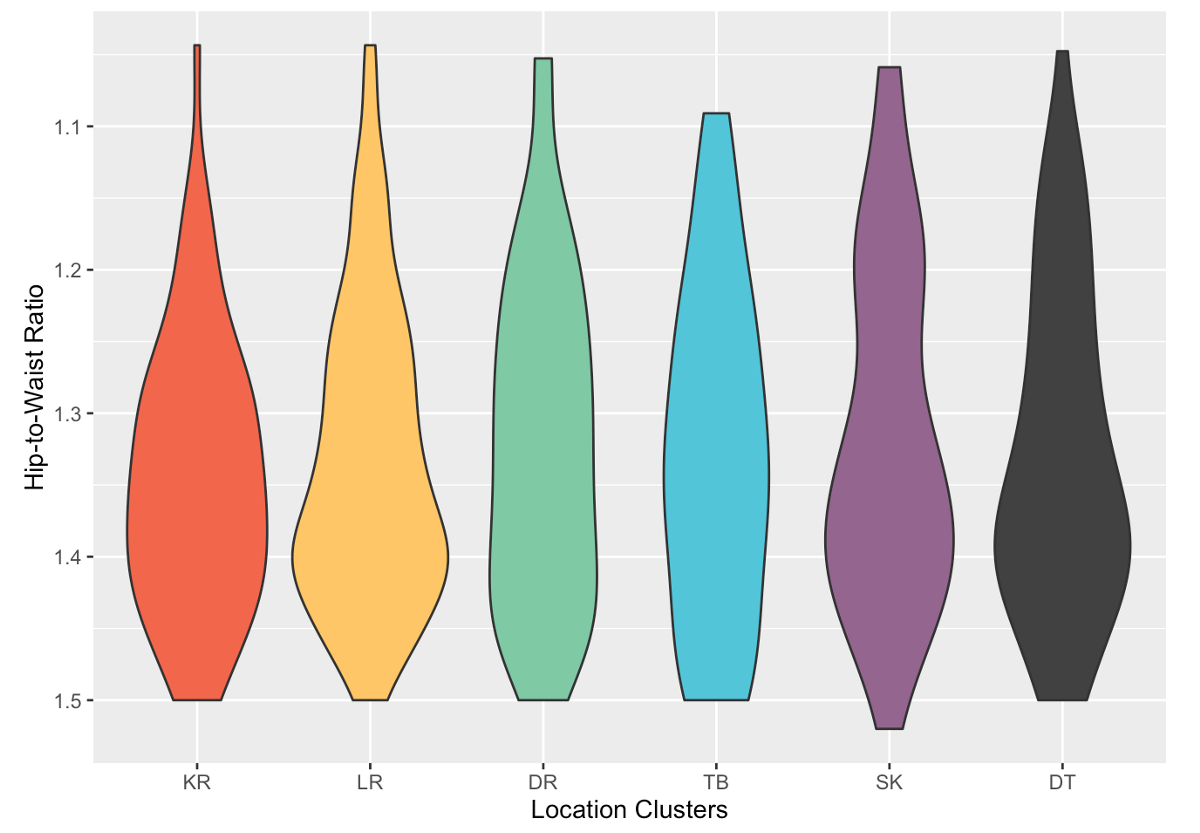 Hip-to-Waist Ratio
1.1
1.2
1.3
1.4
1.5
KR LR DR TB SK DT
Location Clusters